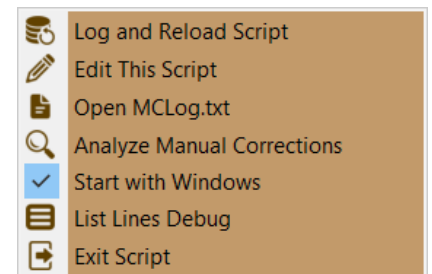 Log and Reload Script
Edit This Script
Open MCLog.txt
Analyze Manual Corrections
Start with Windows
List Lines Debug
Exit Script